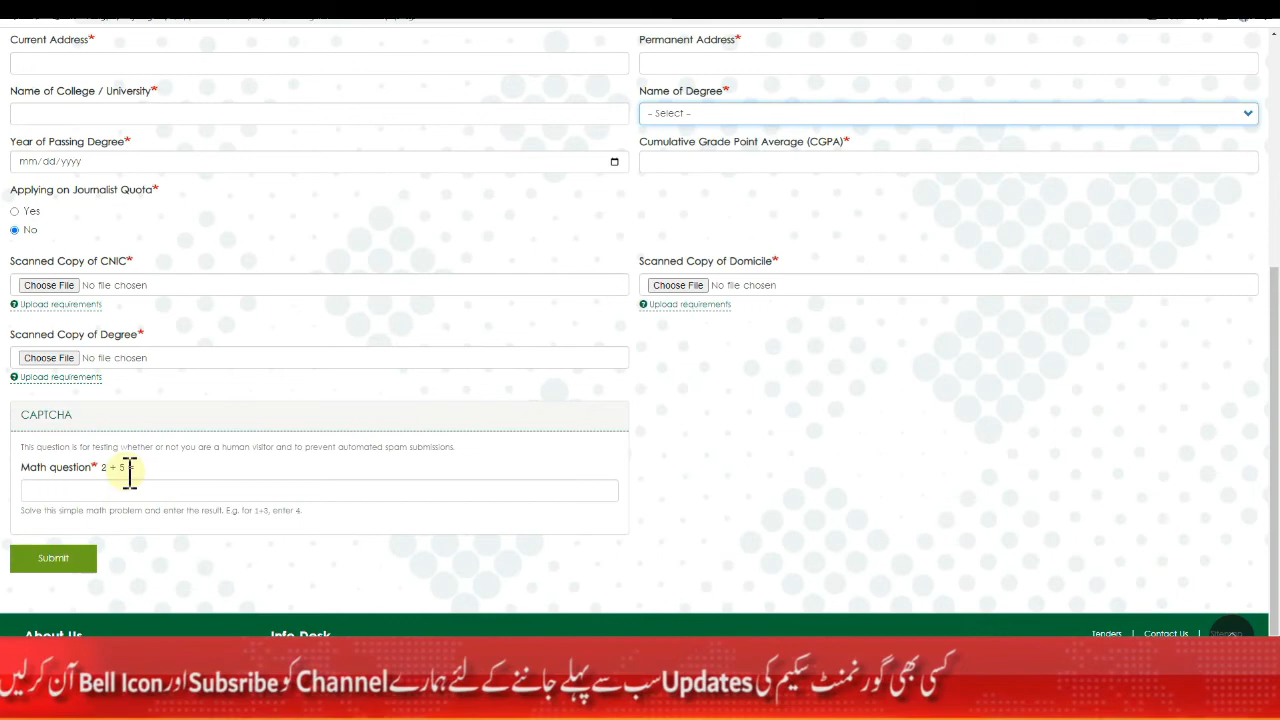 Current Address*
Permanent Address*
Name of College / University*
Name of Degree*
– Select –
Year of Passing Degree*
Cumulative Grade Point Average (CGPA)*
mm/dd/yyyy
Applying on Journalist Quota*
Yes
No
Scanned Copy of CNIC*
Scanned Copy of Domicile*
Choose File No file chosen
Choose File No file chosen
Upload requirements
Upload requirements
Scanned Copy of Degree*
Choose File No file chosen
Upload requirements
CAPTCHA
This question is for testing whether or not you are a human visitor and to prevent automated spam submissions.
Math question* 2 + 5 =
Solve this simple math problem and enter the result. E.g. for 1+3, enter 4.
Submit
About Us
Info Desk
Tenders | Contact Us | Sitemap
کسی بھی گورنمنٹ سکیم کی Updates سب سے پہلے جاننے کے لئے ہمارے Channel کو Subsribe اور Bell Icon آن کرلیں